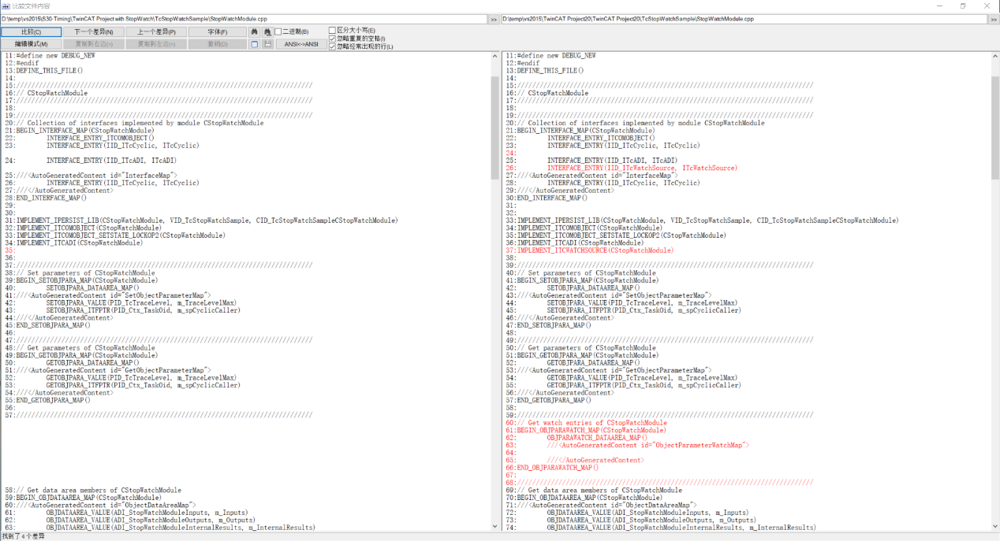 比较文件内容
D:\temp\vs2015\S30-Timing\TwinCAT Project with StopWatch\TcStopWatchSample\StopWatchModule.cpp
>>
D:\temp\vs2015\TwinCAT Project20\TwinCAT Project20\TcStopWatchSample\StopWatchModule.cpp
>>
比较(C) 下一个差异(N) 上一个差异(P) 字体(F) 二进制(B) 区分大小写(E)
忽略重复的空格(I)
编辑模式(M) 复制到右边(>) 复制到左边(<) 撤销(D) ANSI<->ANSI 忽略经常出现的行(L)
11:#define new DEBUG_NEW
12:#endif
13:DEFINE_THIS_FILE()
14:
15:///////////////////////////////////////////////////////////////////////////////
16:// CStopWatchModule
17:///////////////////////////////////////////////////////////////////////////////
18:
19:///////////////////////////////////////////////////////////////////////////////
20:// Collection of interfaces implemented by module CStopWatchModule
21:BEGIN_INTERFACE_MAP(CStopWatchModule)
22: INTERFACE_ENTRY_ITCOMOBJECT()
23: INTERFACE_ENTRY(IID_ITcCyclic, ITcCyclic)
24: INTERFACE_ENTRY(IID_ITcADI, ITcADI)
25:///<AutoGeneratedContent id="InterfaceMap">
26: INTERFACE_ENTRY(IID_ITcCyclic, ITcCyclic)
27:///</AutoGeneratedContent>
28:END_INTERFACE_MAP()
29:
30:
31:IMPLEMENT_IPERSIST_LIB(CStopWatchModule, VID_TcStopWatchSample, CID_TcStopWatchSampleCStopWatchModule)
32:IMPLEMENT_ITCOMOBJECT(CStopWatchModule)
33:IMPLEMENT_ITCOMOBJECT_SETSTATE_LOCKOP2(CStopWatchModule)
34:IMPLEMENT_ITCADI(CStopWatchModule)
35:
36:
37:///////////////////////////////////////////////////////////////////////////////
38:// Set parameters of CStopWatchModule
39:BEGIN_SETOBJPARA_MAP(CStopWatchModule)
40: SETOBJPARA_DATAAREA_MAP()
41:///<AutoGeneratedContent id="SetObjectParameterMap">
42: SETOBJPARA_VALUE(PID_TcTraceLevel, m_TraceLevelMax)
43: SETOBJPARA_ITFPTR(PID_Ctx_TaskOid, m_spCyclicCaller)
44:///</AutoGeneratedContent>
45:END_SETOBJPARA_MAP()
46:
47:///////////////////////////////////////////////////////////////////////////////
48:// Get parameters of CStopWatchModule
49:BEGIN_GETOBJPARA_MAP(CStopWatchModule)
50: GETOBJPARA_DATAAREA_MAP()
51:///<AutoGeneratedContent id="GetObjectParameterMap">
52: GETOBJPARA_VALUE(PID_TcTraceLevel, m_TraceLevelMax)
53: GETOBJPARA_ITFPTR(PID_Ctx_TaskOid, m_spCyclicCaller)
54:///</AutoGeneratedContent>
55:END_GETOBJPARA_MAP()
56:
57:///////////////////////////////////////////////////////////////////////////////
58:// Get data area members of CStopWatchModule
59:BEGIN_OBJDATAAREA_MAP(CStopWatchModule)
60:///<AutoGeneratedContent id="ObjectDataAreaMap">
61: OBJDATAAREA_VALUE(ADI_StopWatchModuleInputs, m_Inputs)
62: OBJDATAAREA_VALUE(ADI_StopWatchModuleOutputs, m_Outputs)
63: OBJDATAAREA_VALUE(ADI_StopWatchModuleInternalResults, m_InternalResults)
11:#define new DEBUG_NEW
12:#endif
13:DEFINE_THIS_FILE()
14:
15:///////////////////////////////////////////////////////////////////////////////
16:// CStopWatchModule
17:///////////////////////////////////////////////////////////////////////////////
18:
19:///////////////////////////////////////////////////////////////////////////////
20:// Collection of interfaces implemented by module CStopWatchModule
21:BEGIN_INTERFACE_MAP(CStopWatchModule)
22: INTERFACE_ENTRY_ITCOMOBJECT()
23: INTERFACE_ENTRY(IID_ITcCyclic, ITcCyclic)
24:
25: INTERFACE_ENTRY(IID_ITcADI, ITcADI)
26: INTERFACE_ENTRY(IID_ITcWatchSource, ITcWatchSource)
27:///<AutoGeneratedContent id="InterfaceMap">
28: INTERFACE_ENTRY(IID_ITcCyclic, ITcCyclic)
29:///</AutoGeneratedContent>
30:END_INTERFACE_MAP()
31:
32:
33:IMPLEMENT_IPERSIST_LIB(CStopWatchModule, VID_TcStopWatchSample, CID_TcStopWatchSampleCStopWatchModule)
34:IMPLEMENT_ITCOMOBJECT(CStopWatchModule)
35:IMPLEMENT_ITCOMOBJECT_SETSTATE_LOCKOP2(CStopWatchModule)
36:IMPLEMENT_ITCADI(CStopWatchModule)
37:IMPLEMENT_ITCWATCHSOURCE(CStopWatchModule)
38:
39:///////////////////////////////////////////////////////////////////////////////
40:// Set parameters of CStopWatchModule
41:BEGIN_SETOBJPARA_MAP(CStopWatchModule)
42: SETOBJPARA_DATAAREA_MAP()
43:///<AutoGeneratedContent id="SetObjectParameterMap">
44: SETOBJPARA_VALUE(PID_TcTraceLevel, m_TraceLevelMax)
45: SETOBJPARA_ITFPTR(PID_Ctx_TaskOid, m_spCyclicCaller)
46:///</AutoGeneratedContent>
47:END_SETOBJPARA_MAP()
48:
49:///////////////////////////////////////////////////////////////////////////////
50:// Get parameters of CStopWatchModule
51:BEGIN_GETOBJPARA_MAP(CStopWatchModule)
52: GETOBJPARA_DATAAREA_MAP()
53:///<AutoGeneratedContent id="GetObjectParameterMap">
54: GETOBJPARA_VALUE(PID_TcTraceLevel, m_TraceLevelMax)
55: GETOBJPARA_ITFPTR(PID_Ctx_TaskOid, m_spCyclicCaller)
56:///</AutoGeneratedContent>
57:END_GETOBJPARA_MAP()
58:
59:///////////////////////////////////////////////////////////////////////////////
60:// Get watch entries of CStopWatchModule
61:BEGIN_OBJPARAWATCH_MAP(CStopWatchModule)
62: OBJPARAWATCH_DATAAREA_MAP()
63: ///<AutoGeneratedContent id="ObjectParameterWatchMap">
64:
65: ///</AutoGeneratedContent>
66:END_OBJPARAWATCH_MAP()
67:
68:///////////////////////////////////////////////////////////////////////////////
69:// Get data area members of CStopWatchModule
70:BEGIN_OBJDATAAREA_MAP(CStopWatchModule)
71:///<AutoGeneratedContent id="ObjectDataAreaMap">
72: OBJDATAAREA_VALUE(ADI_StopWatchModuleInputs, m_Inputs)
73: OBJDATAAREA_VALUE(ADI_StopWatchModuleOutputs, m_Outputs)
74: OBJDATAAREA_VALUE(ADI_StopWatchModuleInternalResults, m_InternalResults)
找到了 4 个差异